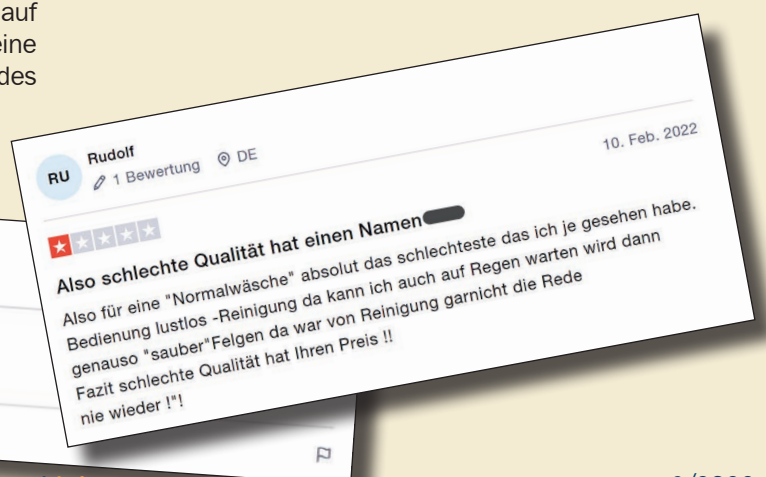 auf
eine
des
RU
Rudolf
1 Bewertung DE
10. Feb. 2022
Also schlechte Qualität hat einen Namen
Also für eine "Normalwäsche" absolut das schlechteste das ich je gesehen habe.
Bedienung lustlos -Reinigung da kann ich auch auf Regen warten wird dann
genauso "sauber"Felgen da war von Reinigung garnicht die Rede
Fazit schlechte Qualität hat Ihren Preis !!
nie wieder !"!